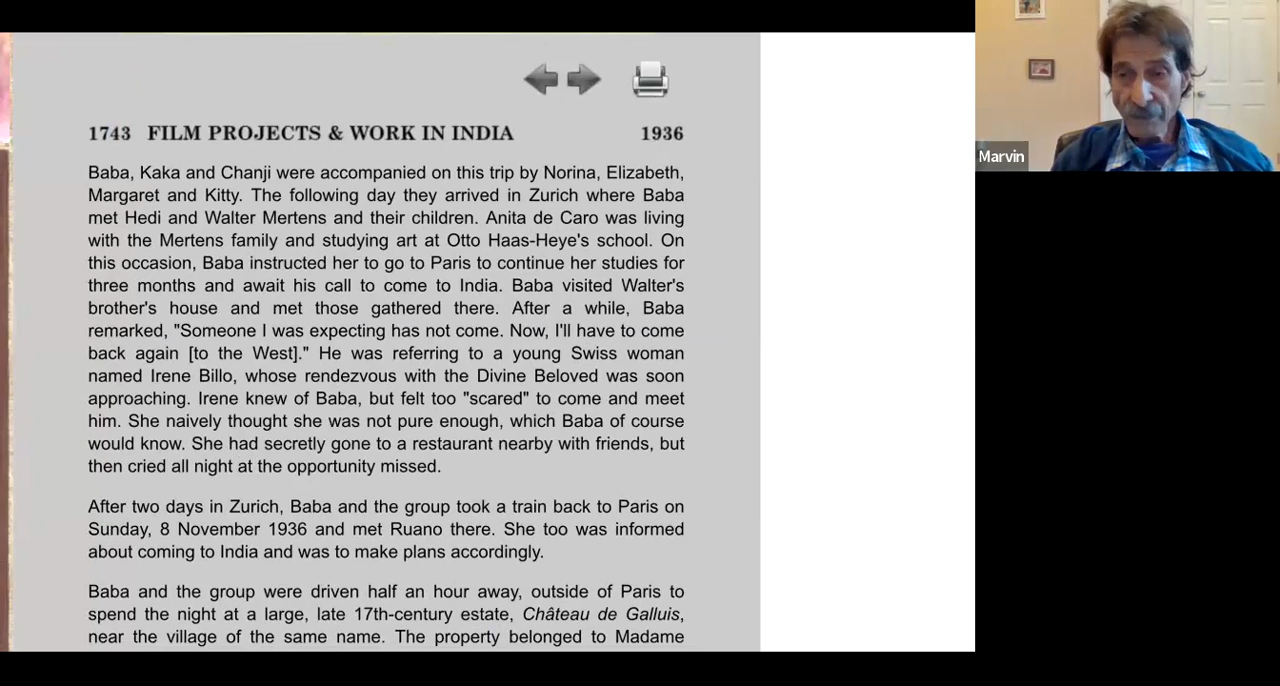 1743 FILM PROJECTS & WORK IN INDIA 1936
Baba, Kaka and Chanji were accompanied on this trip by Norina, Elizabeth,
Margaret and Kitty. The following day they arrived in Zurich where Baba
met Hedi and Walter Mertens and their children. Anita de Caro was living
with the Mertens family and studying art at Otto Haas-Heye's school. On
this occasion, Baba instructed her to go to Paris to continue her studies for
three months and await his call to come to India. Baba visited Walter's
brother's house and met those gathered there. After a while, Baba
remarked, "Someone I was expecting has not come. Now, I'll have to come
back again [to the West]." He was referring to a young Swiss woman
named Irene Billo, whose rendezvous with the Divine Beloved was soon
approaching. Irene knew of Baba, but felt too "scared" to come and meet
him. She naively thought she was not pure enough, which Baba of course
would know. She had secretly gone to a restaurant nearby with friends, but
then cried all night at the opportunity missed.
After two days in Zurich, Baba and the group took a train back to Paris on
Sunday, 8 November 1936 and met Ruano there. She too was informed
about coming to India and was to make plans accordingly.
Baba and the group were driven half an hour away, outside of Paris to
spend the night at a large, late 17th-century estate, Château de Galluis,
near the village of the same name. The property belonged to Madame
Marvin